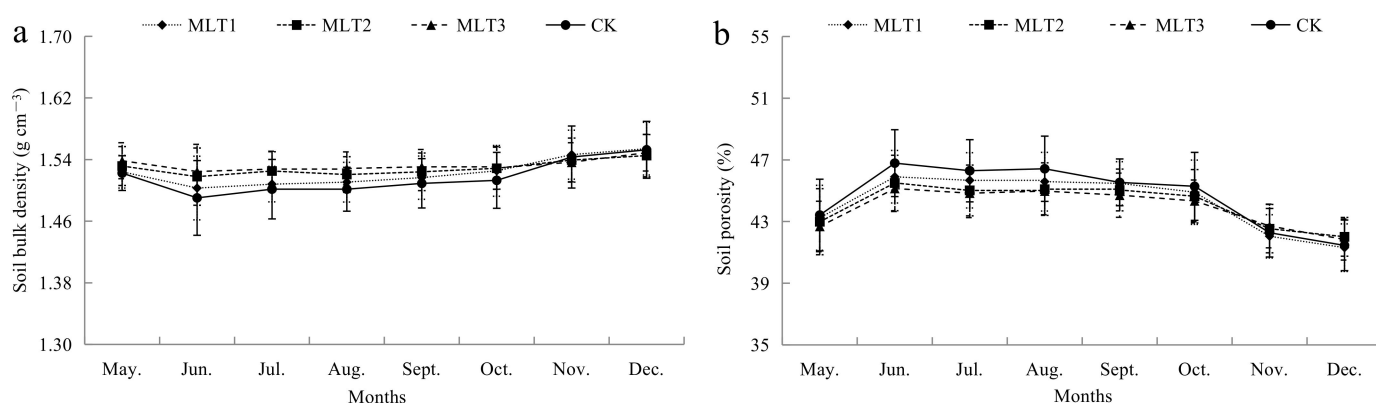 a
MLT1 MLT2 MLT3 CK
Soil bulk density (g cm⁻³)
1.70
1.62
1.54
1.46
1.38
1.30
May. Jun. Jul. Aug. Sept. Oct. Nov. Dec.
Months
b
MLT1 MLT2 MLT3 CK
Soil porosity (%)
55
51
47
43
39
35
May. Jun. Jul. Aug. Sept. Oct. Nov. Dec.
Months